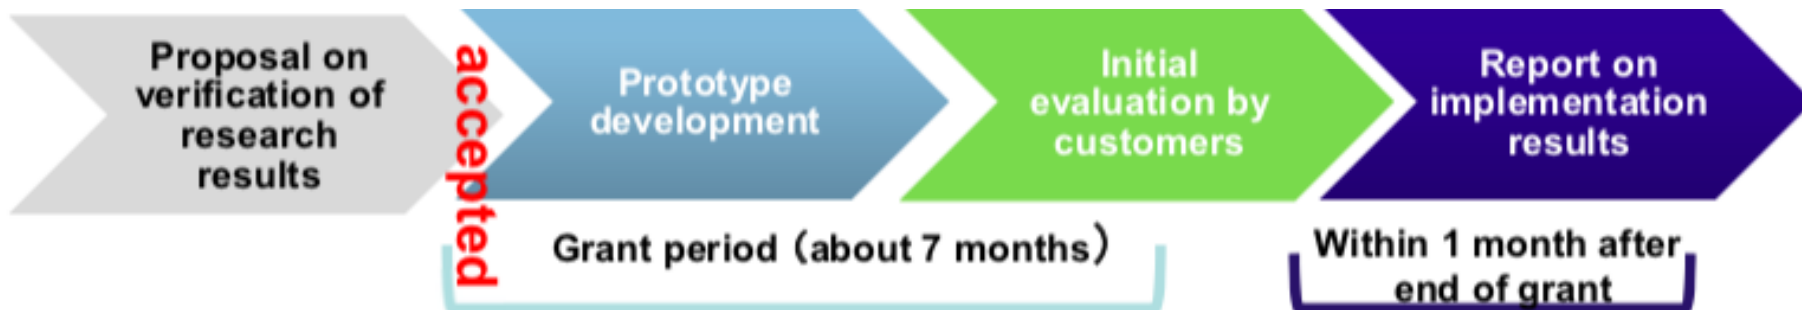 Proposal on
verification of
research
results
accepted
Prototype
development
Initial
evaluation by
customers
Report on
implementation
results
Grant period（about 7 months）
Within 1 month after
end of grant